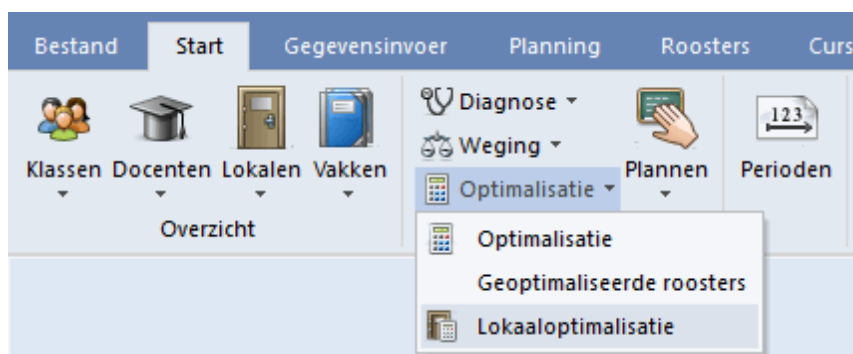 Bestand Start Gegevensinvoer Planning Roosters Curs
Diagnose
Weging
Klassen Docenten Lokalen Vakken Plannen Perioden
Optimalisatie
Overzicht
Optimalisatie
Geoptimaliseerde roosters
Lokaaloptimalisatie
123